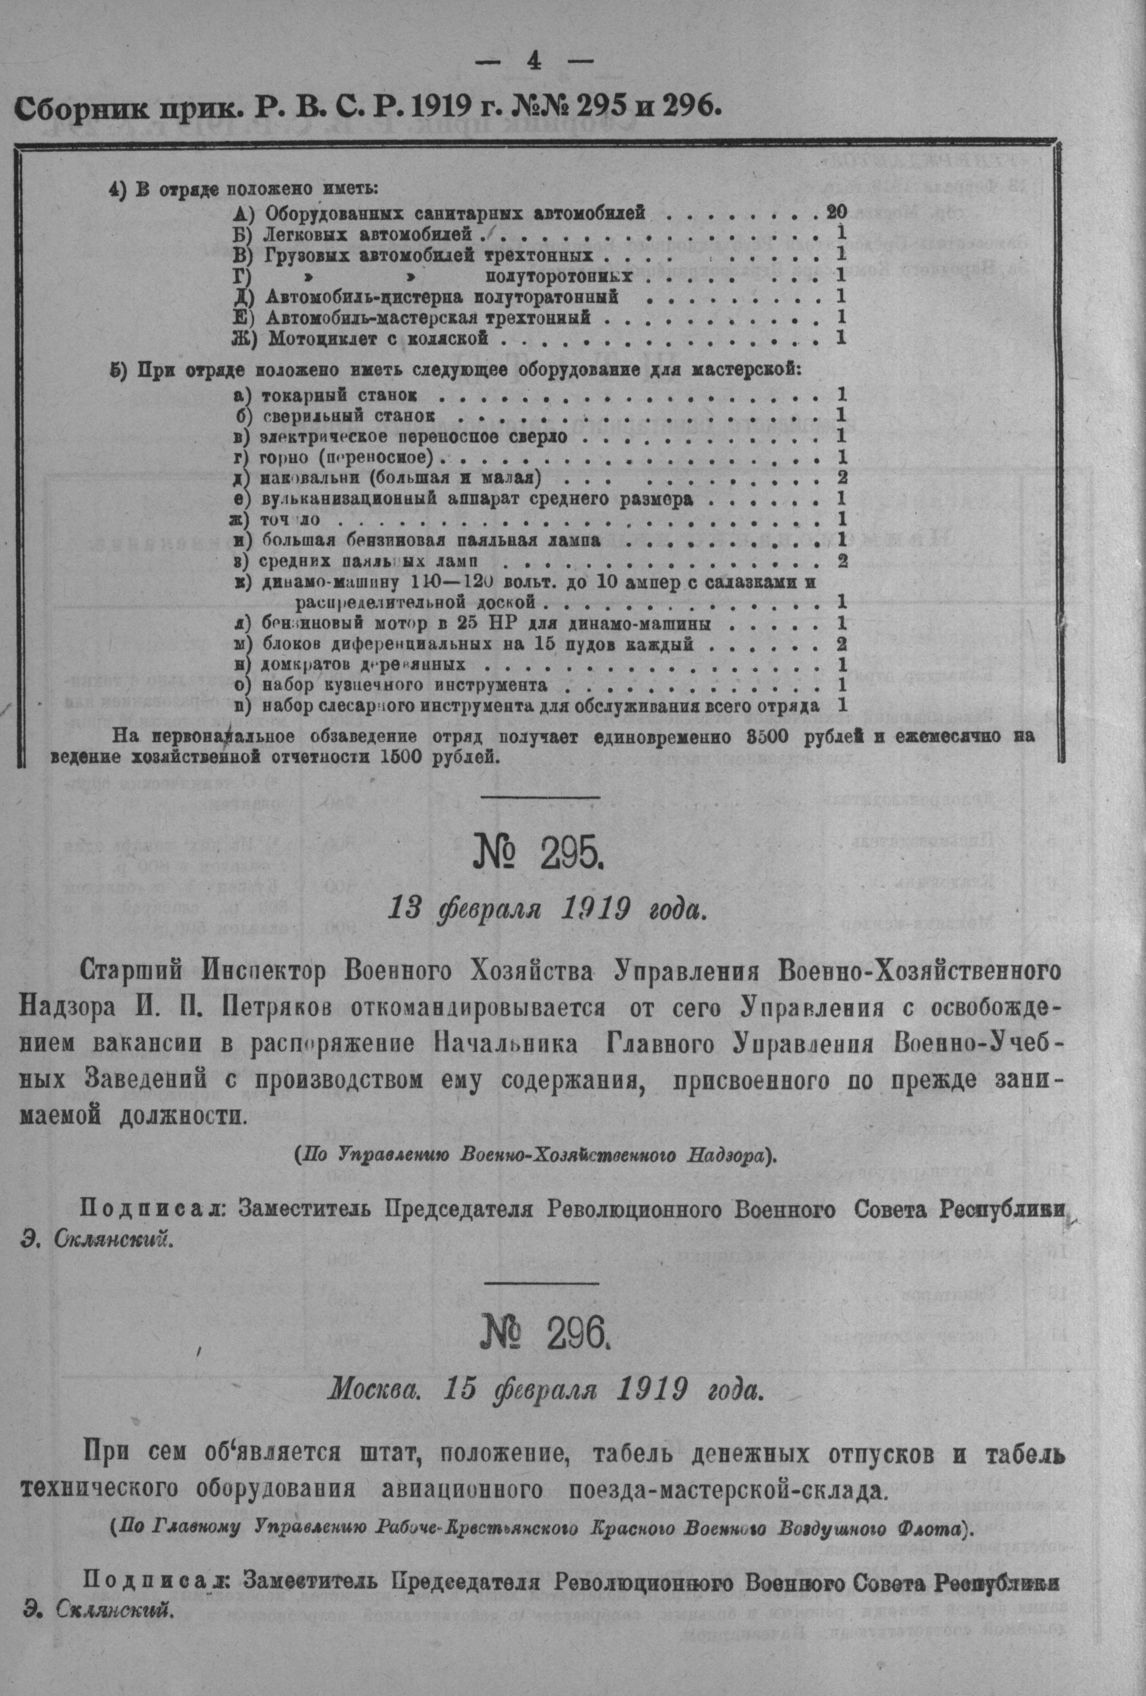 — 4 —
Сборник прик. Р. В. С. Р. 1919 г. №№ 295 и 296.
4) В отряде положено иметь:
А) Оборудованных санитарных автомобилей . . . . . . . . 20
Б) Легковых автомобилей . . . . . . . . . . . . . . . . . 1
В) Грузовых автомобилей трехтонных . . . . . . . . . . . 1
Г) » » полуторотонных . . . . . . . . . 1
Д) Автомобиль-цистерна полуторатонный . . . . . . . . . 1
Е) Автомобиль-мастерская трехтонный . . . . . . . . . . . 1
Ж) Мотоциклет с коляской . . . . . . . . . . . . . . . . 1
5) При отряде положено иметь следующее оборудование для мастерской:
а) токарный станок . . . . . . . . . . . . . . . . . . . 1
б) сверильный станок . . . . . . . . . . . . . . . . . . 1
в) электрическое переносное сверло . . . . . . . . . . . . 1
г) горно (переносное) . . . . . . . . . . . . . . . . . . . 1
д) наковальни (большая и малая) . . . . . . . . . . . . 2
е) вульканизационный аппарат среднего размера . . . . . . 1
ж) точило . . . . . . . . . . . . . . . . . . . . . . . . 1
и) большая бензиновая паяльная лампа . . . . . . . . . . 1
з) средних паяльных ламп . . . . . . . . . . . . . . . . 2
к) динамо-машину 110—120 вольт. до 10 ампер с салазками и
распределительной доской . . . . . . . . . . . . . . 1
л) бензиновый мотор в 25 НР для динамо-машины . . . . . 1
м) блоков диференциальных на 15 пудов каждый . . . . . . 2
н) домкратов деревянных . . . . . . . . . . . . . . . . . 1
о) набор кузнечного инструмента . . . . . . . . . . . . . 1
п) набор слесарного инструмента для обслуживания всего отряда 1
На первоначальное обзаведение отряд получает единовременно 3500 рублей и ежемесячно на
ведение хозяйственной отчетности 1500 рублей.
№ 295.
13 февраля 1919 года.
Старший Инспектор Военного Хозяйства Управления Военно-Хозяйственного
Надзора И. П. Петряков откомандировывается от сего Управления с освобожде-
нием вакансии в распоряжение Начальника Главного Управления Военно-Учеб-
ных Заведений с производством ему содержания, присвоенного по прежде зани-
маемой должности.
(По Управлению Военно-Хозяйственного Надзора).
Подписал: Заместитель Председателя Революционного Военного Совета Республики
Э. Склянский.
№ 296.
Москва. 15 февраля 1919 года.
При сем об‘является штат, положение, табель денежных отпусков и табель
технического оборудования авиационного поезда-мастерской-склада.
(По Главному Управлению Рабоче-Крестьянского Красного Военного Воздушного Флота).
Подписал: Заместитель Председателя Революционного Военного Совета Республики
Э. Склянский.